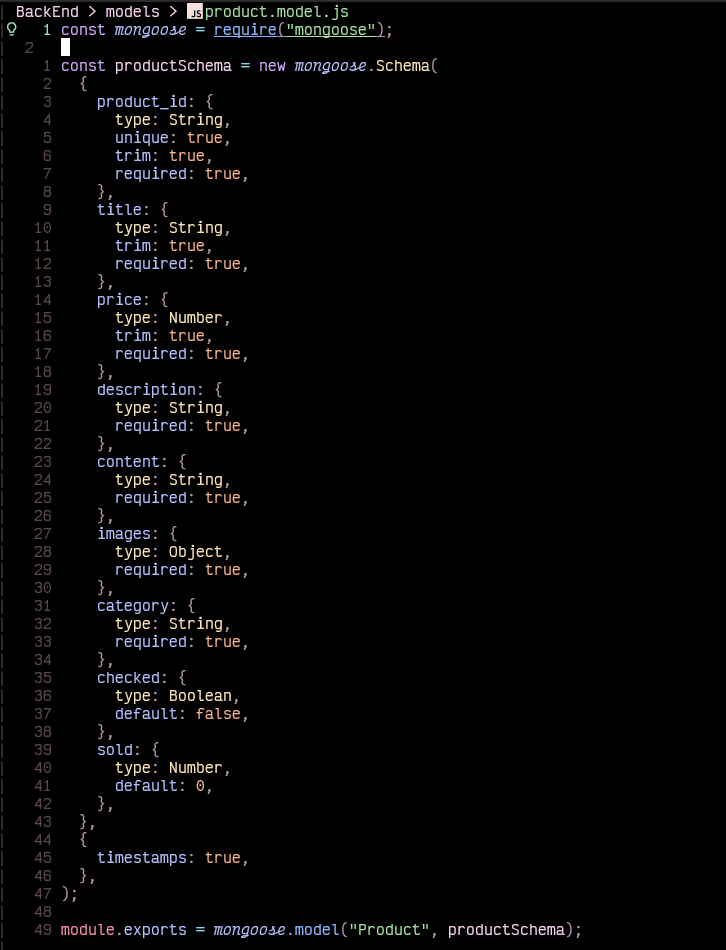 BackEnd > models > JS product.model.js
1 const mongoose = require("mongoose");
2
1 const productSchema = new mongoose.Schema(
2   {
3     product_id: {
4       type: String,
5       unique: true,
6       trim: true,
7       required: true,
8     },
9     title: {
10       type: String,
11       trim: true,
12       required: true,
13     },
14     price: {
15       type: Number,
16       trim: true,
17       required: true,
18     },
19     description: {
20       type: String,
21       required: true,
22     },
23     content: {
24       type: String,
25       required: true,
26     },
27     images: {
28       type: Object,
29       required: true,
30     },
31     category: {
32       type: String,
33       required: true,
34     },
35     checked: {
36       type: Boolean,
37       default: false,
38     },
39     sold: {
40       type: Number,
41       default: 0,
42     },
43   },
44   {
45     timestamps: true,
46   },
47 );
48
49 module.exports = mongoose.model("Product", productSchema);